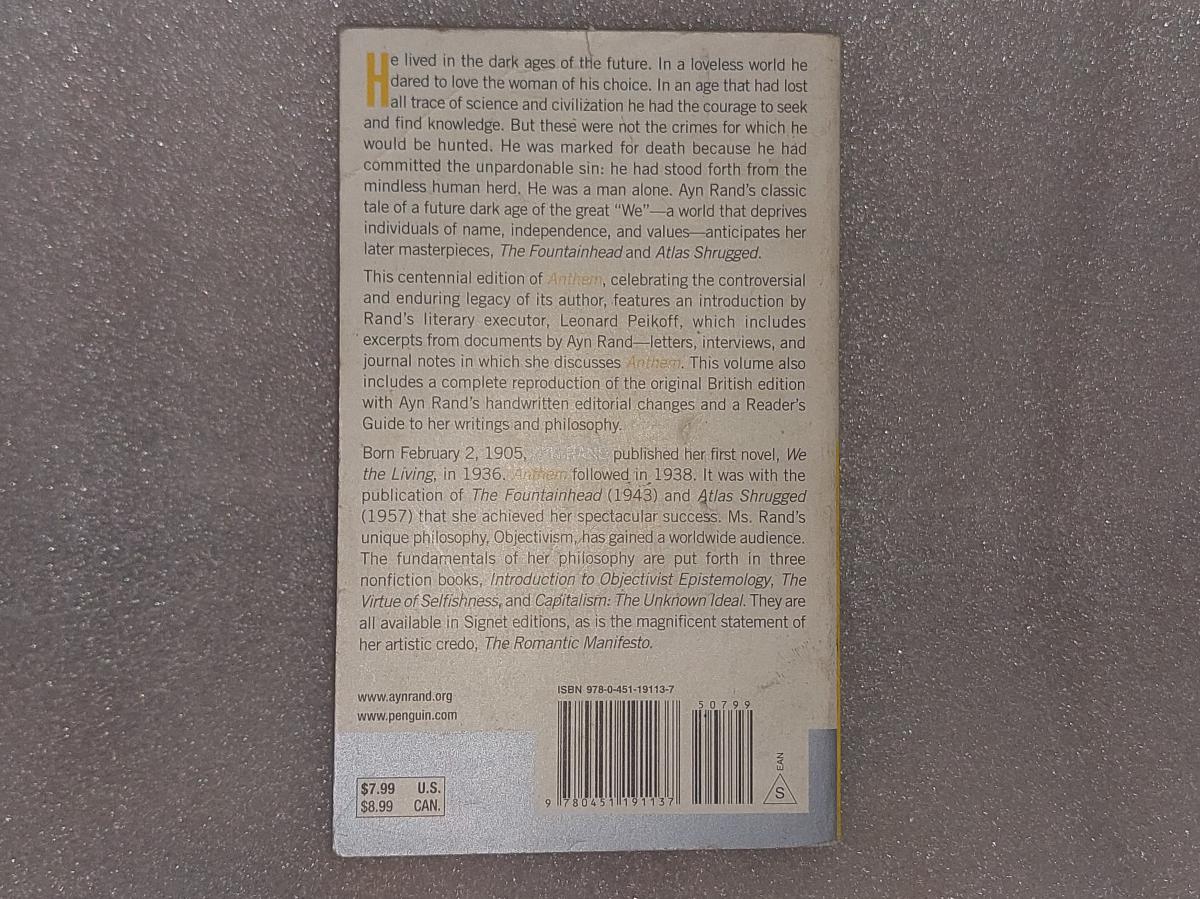 He lived in the dark ages of the future. In a loveless world he
dared to love the woman of his choice. In an age that had lost
all trace of science and civilization he had the courage to seek
and find knowledge. But these were not the crimes for which he
would be hunted. He was marked for death because he had
committed the unpardonable sin: he had stood forth from the
mindless human herd. He was a man alone. Ayn Rand's classic
tale of a future dark age of the great “We”—a world that deprives
individuals of name, independence, and values—anticipates her
later masterpieces, The Fountainhead and Atlas Shrugged.
This centennial edition of Anthem, celebrating the controversial
and enduring legacy of its author, features an introduction by
Rand's literary executor, Leonard Peikoff, which includes
excerpts from documents by Ayn Rand—letters, interviews, and
journal notes in which she discusses Anthem. This volume also
includes a complete reproduction of the original British edition
with Ayn Rand's handwritten editorial changes and a Reader's
Guide to her writings and philosophy.
Born February 2, 1905, published her first novel, We
the Living, in 1936. Anthem followed in 1938. It was with the
publication of The Fountainhead (1943) and Atlas Shrugged
(1957) that she achieved her spectacular success. Ms. Rand's
unique philosophy, Objectivism, has gained a worldwide audience.
The fundamentals of her philosophy are put forth in three
nonfiction books, Introduction to Objectivist Epistemology, The
Virtue of Selfishness, and Capitalism: The Unknown Ideal. They are
all available in Signet editions, as is the magnificent statement of
her artistic credo, The Romantic Manifesto.
www.aynrand.org
www.penguin.com
ISBN 978-0-451-19113-7
50799
9 780451 191137
EAN
S
$7.99 U.S.
$8.99 CAN.